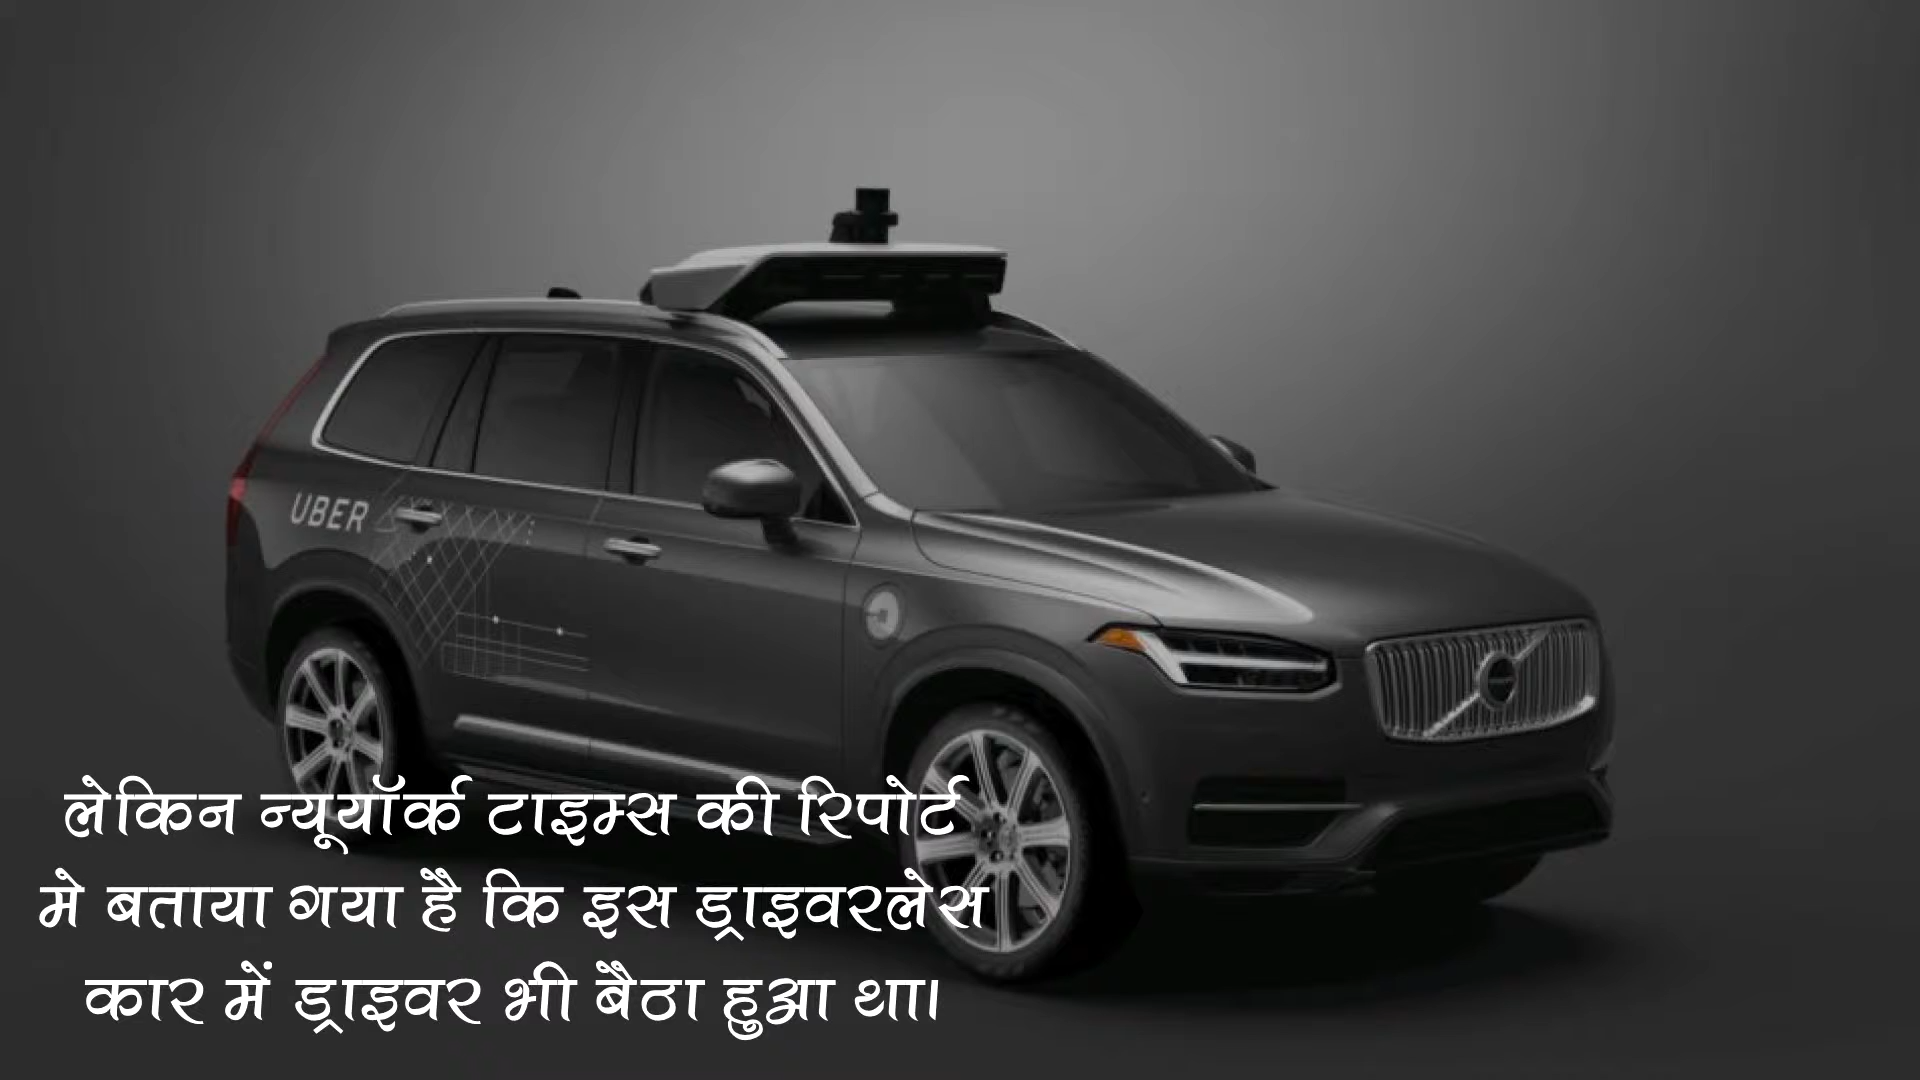 UBER
लेकिन न्यूयॉर्क टाइम्स की रिपोर्ट
मे बताया गया है कि इस ड्राइवरलेस
कार में ड्राइवर भी बैठा हुआ था।